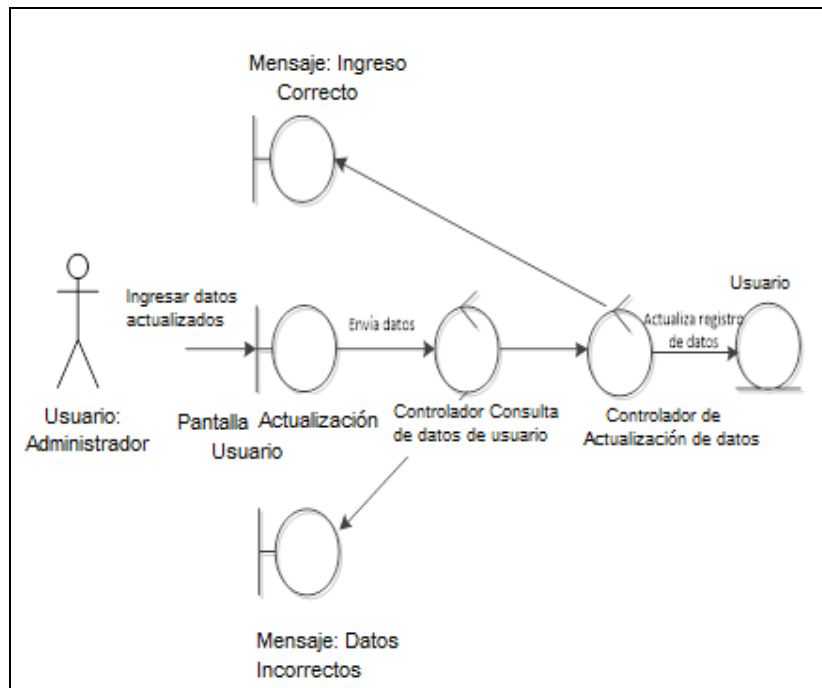 Mensaje: Ingreso
Correcto
Ingresar datos
actualizados
Usuario:
Administrador
Pantalla Actualización
Usuario
Envía datos
Controlador Consulta
de datos de usuario
Controlador de
Actualización de datos
Actualiza registro
de datos
Usuario
Mensaje: Datos
Incorrectos